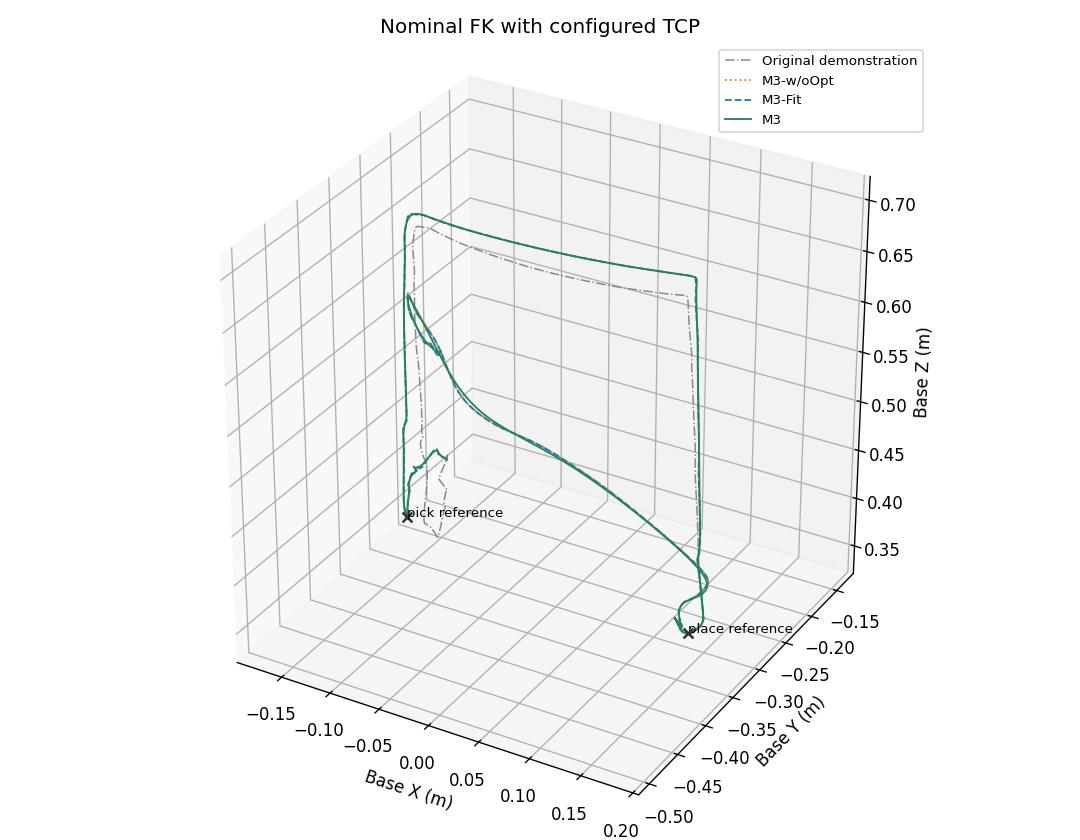 Nominal FK with configured TCP
Original demonstration
M3-w/oOpt
M3-Fit
M3
0.70
0.65
0.60
0.55
0.50
0.45
0.40
0.35
Base Z (m)
pick reference
place reference
−0.15
−0.20
−0.25
−0.30
−0.35
−0.40
−0.45
−0.50
Base Y (m)
−0.15
−0.10
−0.05
0.00
0.05
0.10
0.15
0.20
Base X (m)